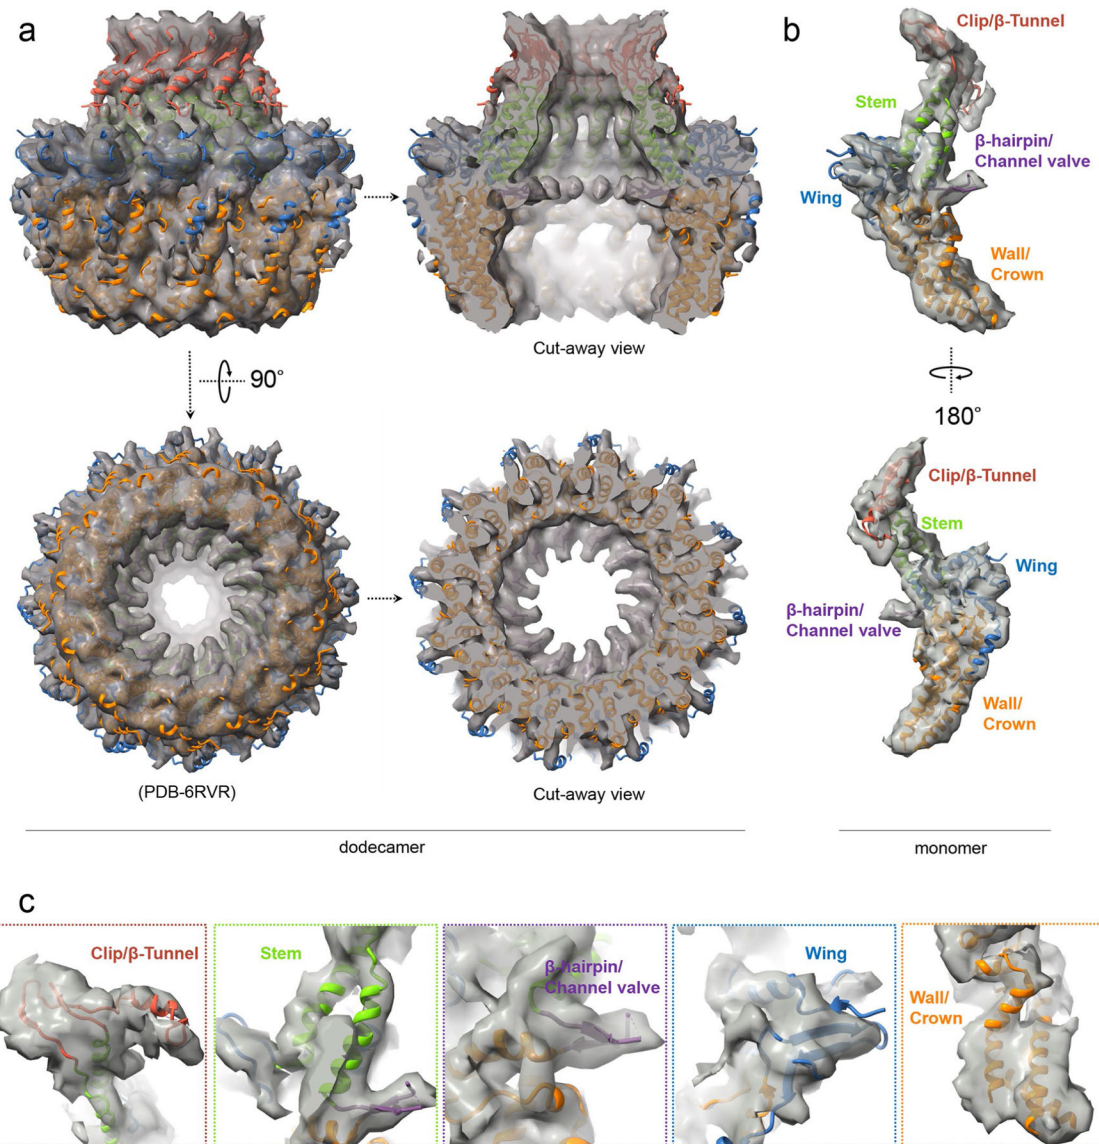 a
b
Clip/β-Tunnel
Stem
β-hairpin/
Channel valve
Wing
Wall/
Crown
Cut-away view
90°
180°
Clip/β-Tunnel
Stem
Wing
β-hairpin/
Channel valve
Wall/
Crown
(PDB-6RVR)
Cut-away view
dodecamer
monomer
c
Clip/β-Tunnel
Stem
β-hairpin/
Channel valve
Wing
Wall/
Crown